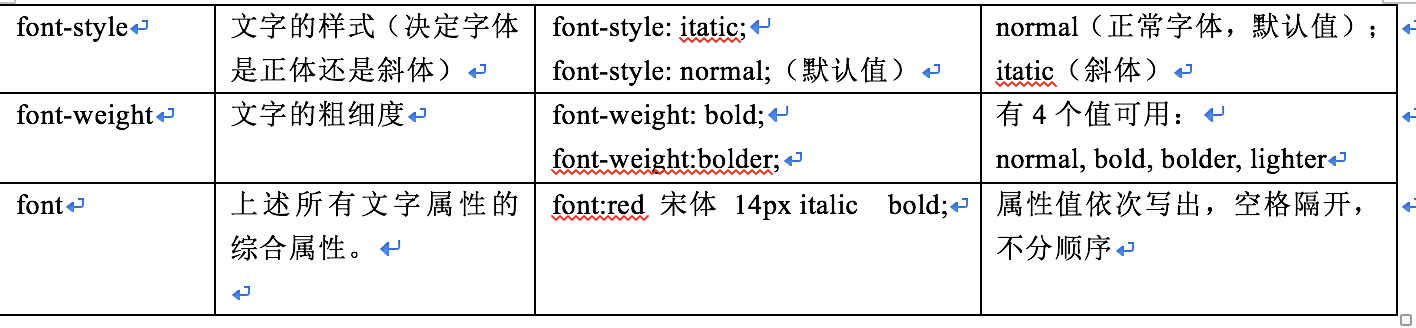 font-style
文字的样式（决定字体
是正体还是斜体）
font-style: itatic;
font-style: normal;（默认值）
normal（正常字体，默认值）；
itatic（斜体）
font-weight
文字的粗细度
font-weight: bold;
font-weight:bolder;
有 4 个值可用：
normal, bold, bolder, lighter
font
上述所有文字属性的
综合属性。
font:red 宋体 14px italic bold;
属性值依次写出，空格隔开，
不分顺序